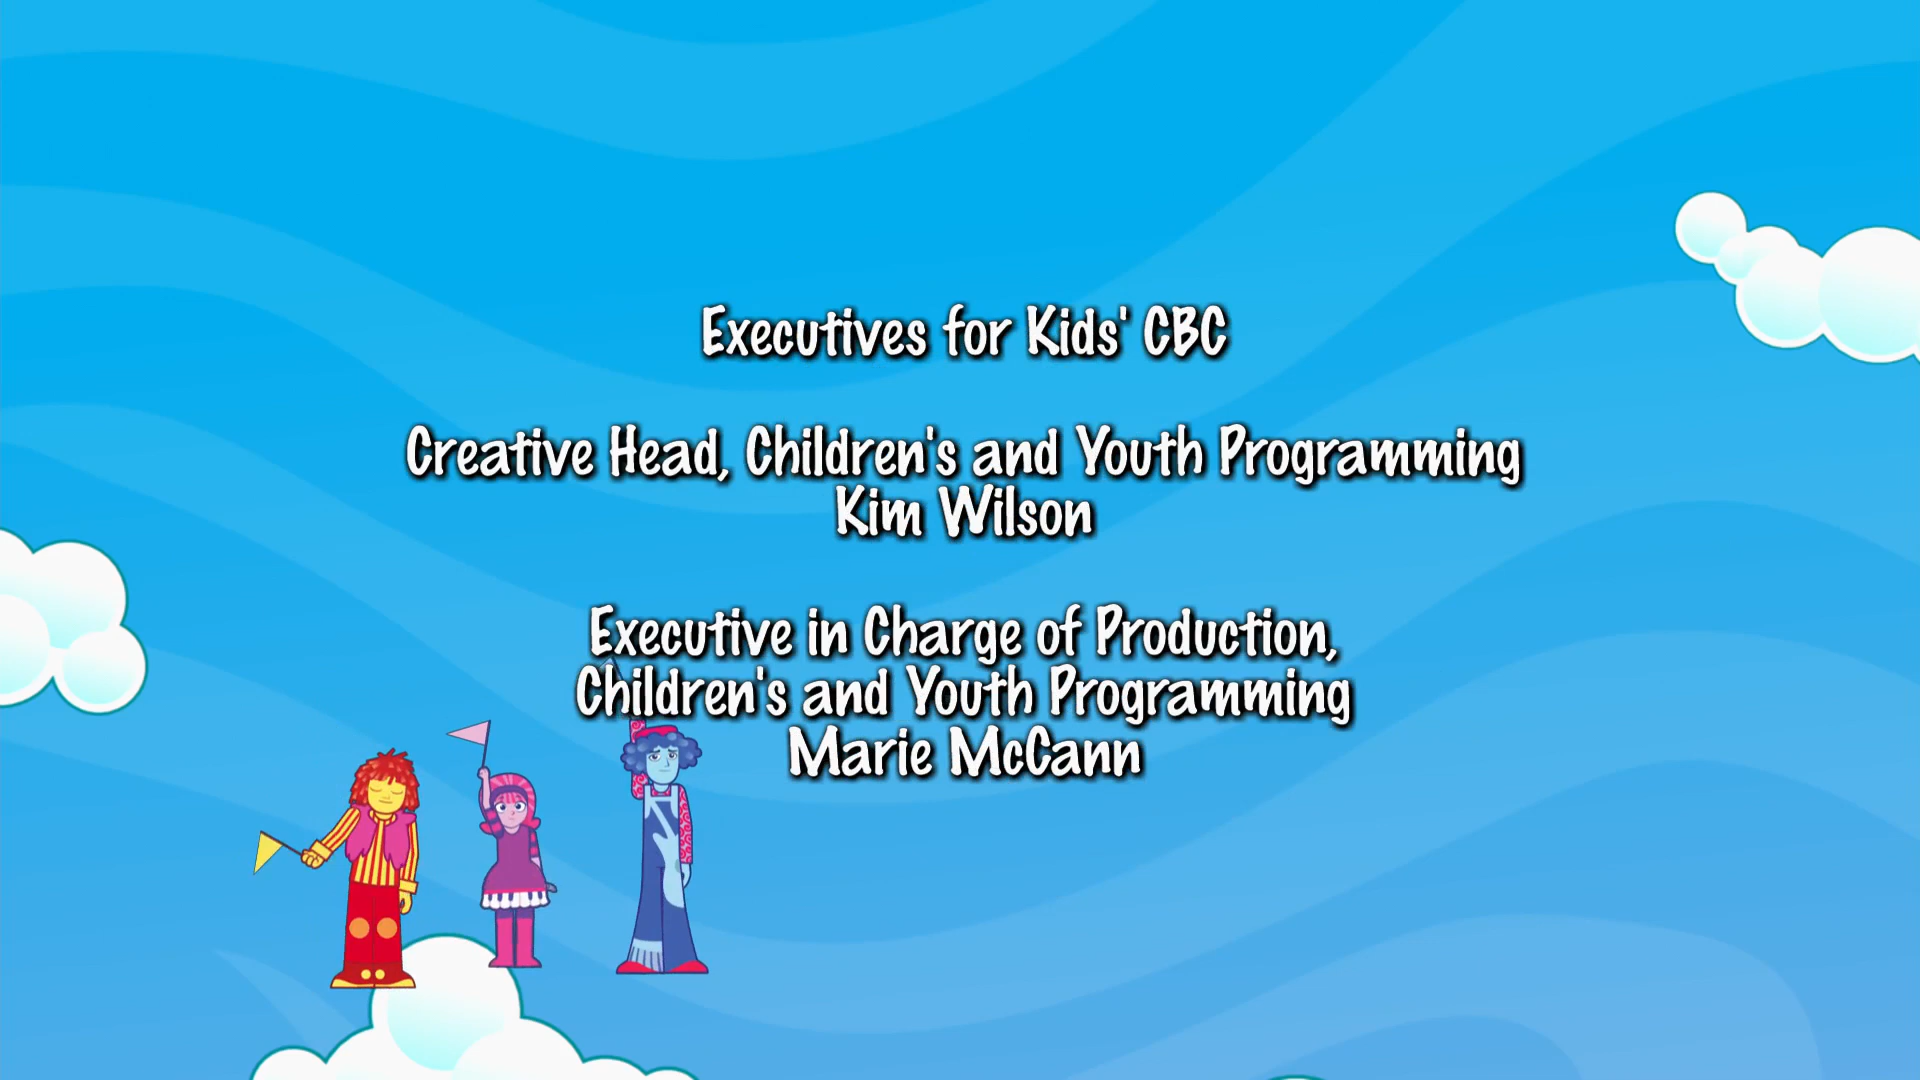 Executives for Kids' CBC
Creative Head, Children's and Youth Programming
Kim Wilson
Executive in Charge of Production,
Children's and Youth Programming
Marie McCann